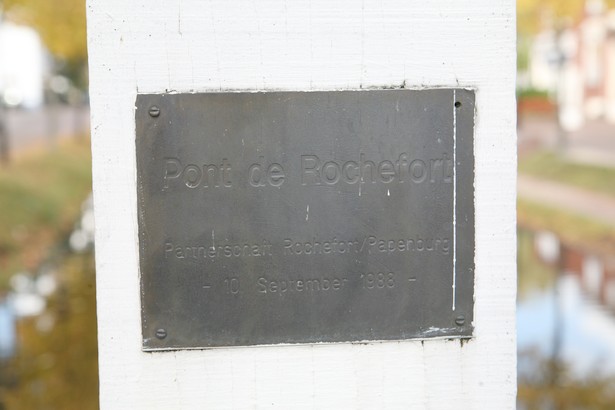 Pont de Rochefort
Partnerschaft Rochefort/Papenburg
- 10. September 1988 -